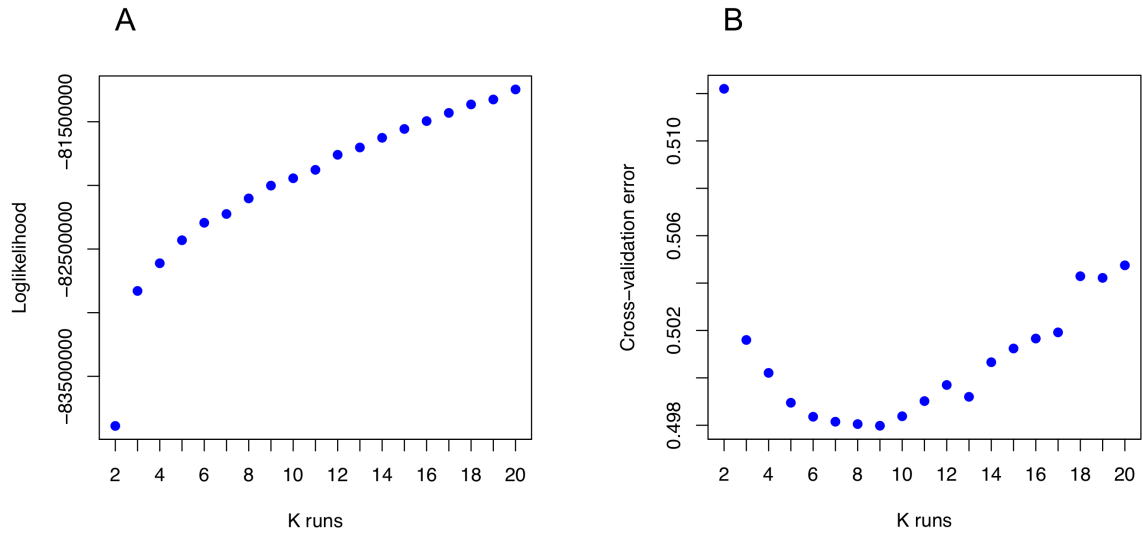 A
B
Loglikelihood
−81500000
−82500000
−83500000
2 4 6 8 10 12 14 16 18 20
K runs
Cross−validation error
0.510
0.506
0.502
0.498
2 4 6 8 10 12 14 16 18 20
K runs